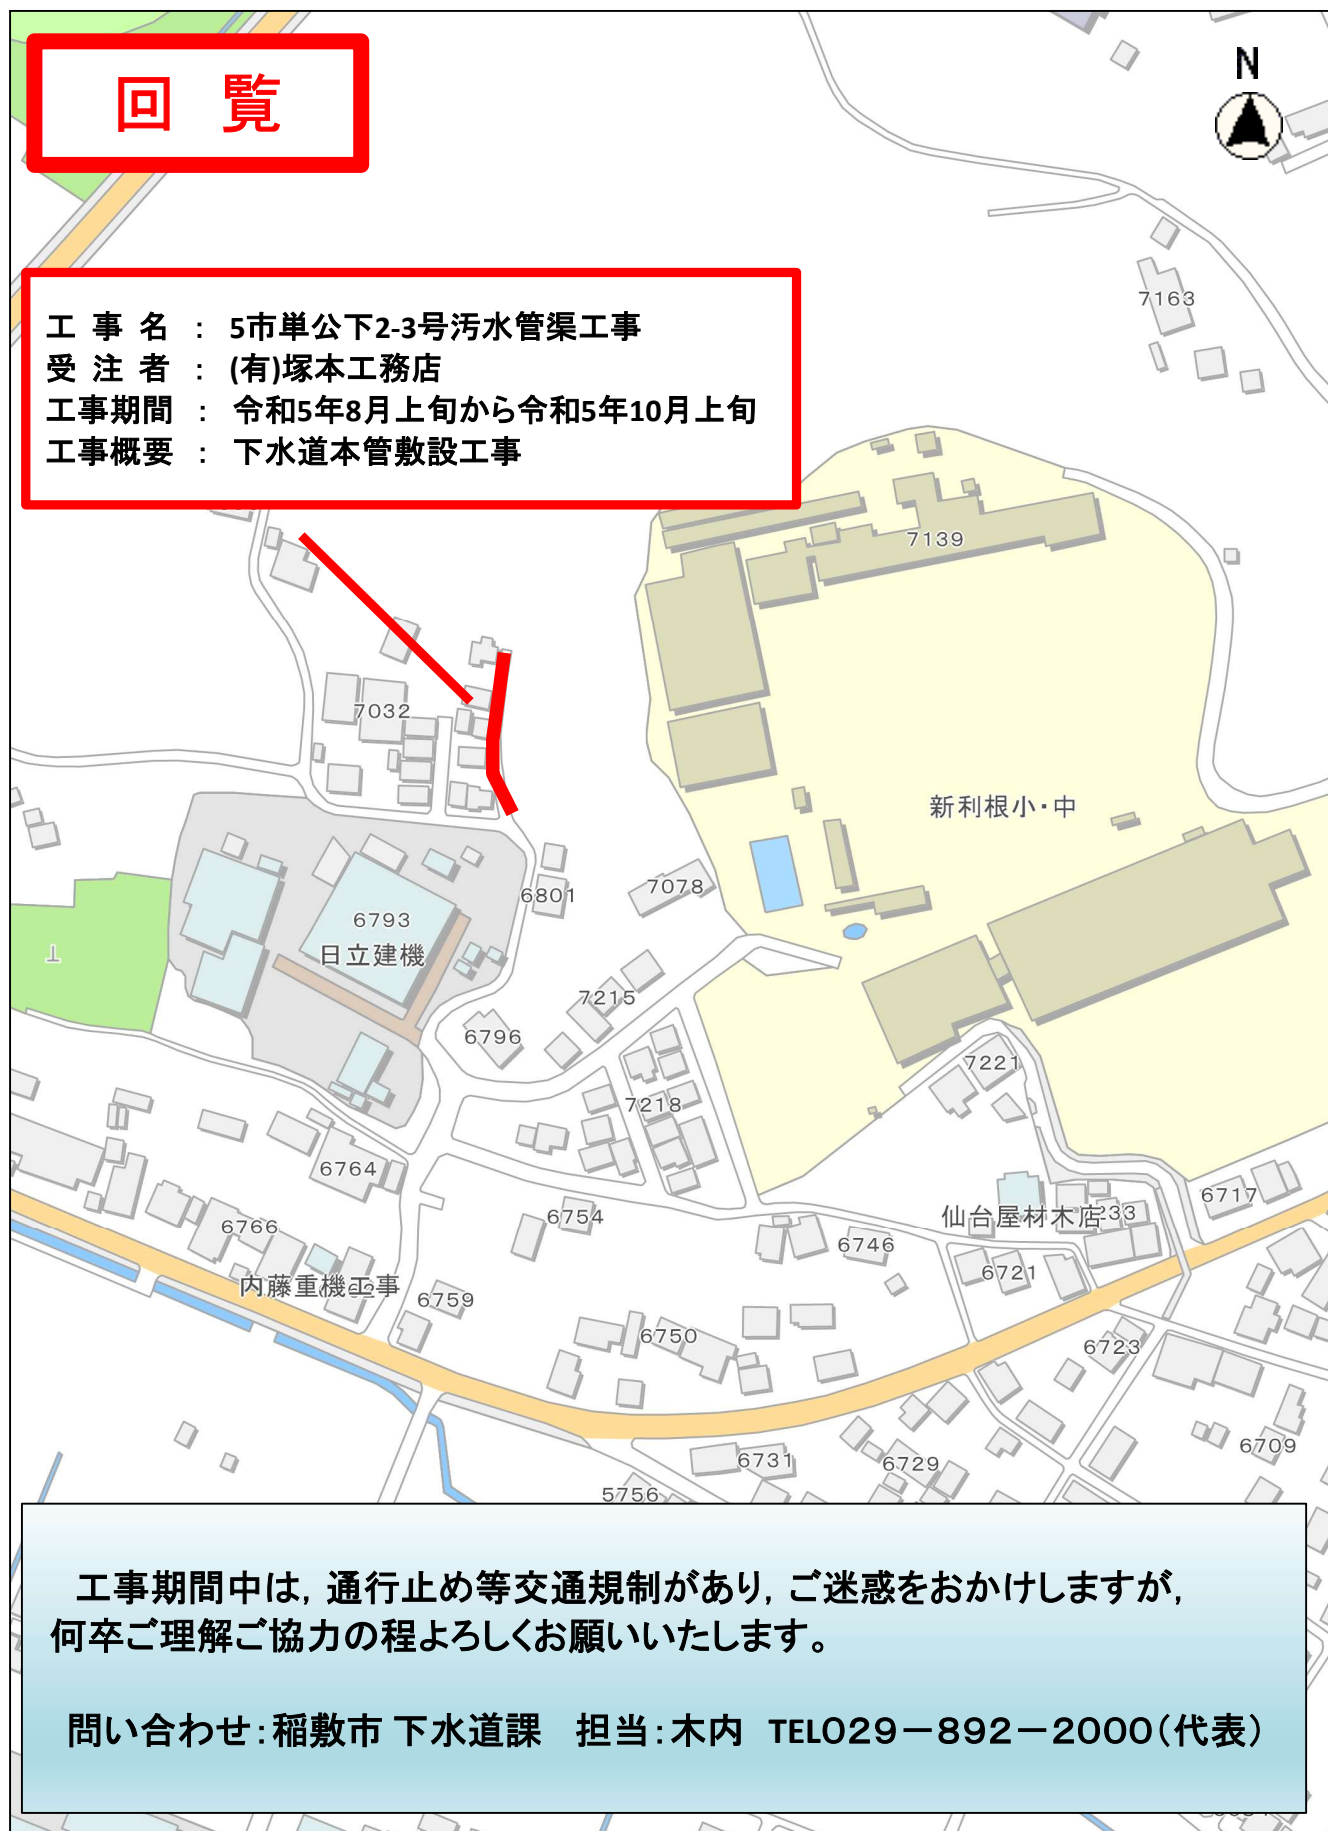 回 覧
N
工 事 名 ： 5市単公下2-3号汚水管渠工事
受 注 者 ： (有)塚本工務店
工事期間 ： 令和5年8月上旬から令和5年10月上旬
工事概要 ： 下水道本管敷設工事
7163
7139
7032
新利根小・中
7078
6801
6793
日立建機
7215
6796
7221
7218
6764
6717
6754
仙台屋材木店
6766
6746
6721
内藤重機工事
6759
6750
6723
6709
6731
6729
5756
工事期間中は，通行止め等交通規制があり，ご迷惑をおかけしますが，
何卒ご理解ご協力の程よろしくお願いいたします。
問い合わせ：稲敷市 下水道課 担当：木内 TEL029－892－2000（代表）